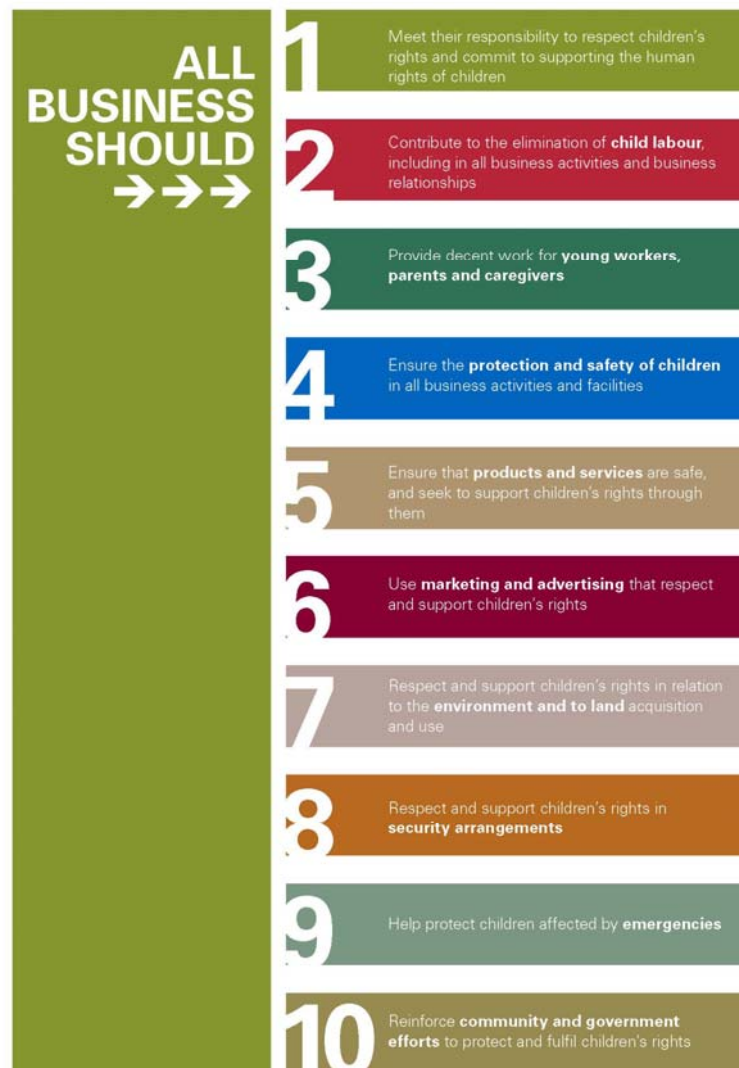 ALL
BUSINESS
SHOULD
→→→
1
Meet their responsibility to respect children's
rights and commit to supporting the human
rights of children
2
Contribute to the elimination of child labour,
including in all business activities and business
relationships
3
Provide decent work for young workers,
parents and caregivers
4
Ensure the protection and safety of children
in all business activities and facilities
5
Ensure that products and services are safe,
and seek to support children's rights through
them
6
Use marketing and advertising that respect
and support children's rights
7
Respect and support children's rights in relation
to the environment and to land acquisition
and use
8
Respect and support children's rights in
security arrangements
9
Help protect children affected by emergencies
10
Reinforce community and government
efforts to protect and fulfil children's rights